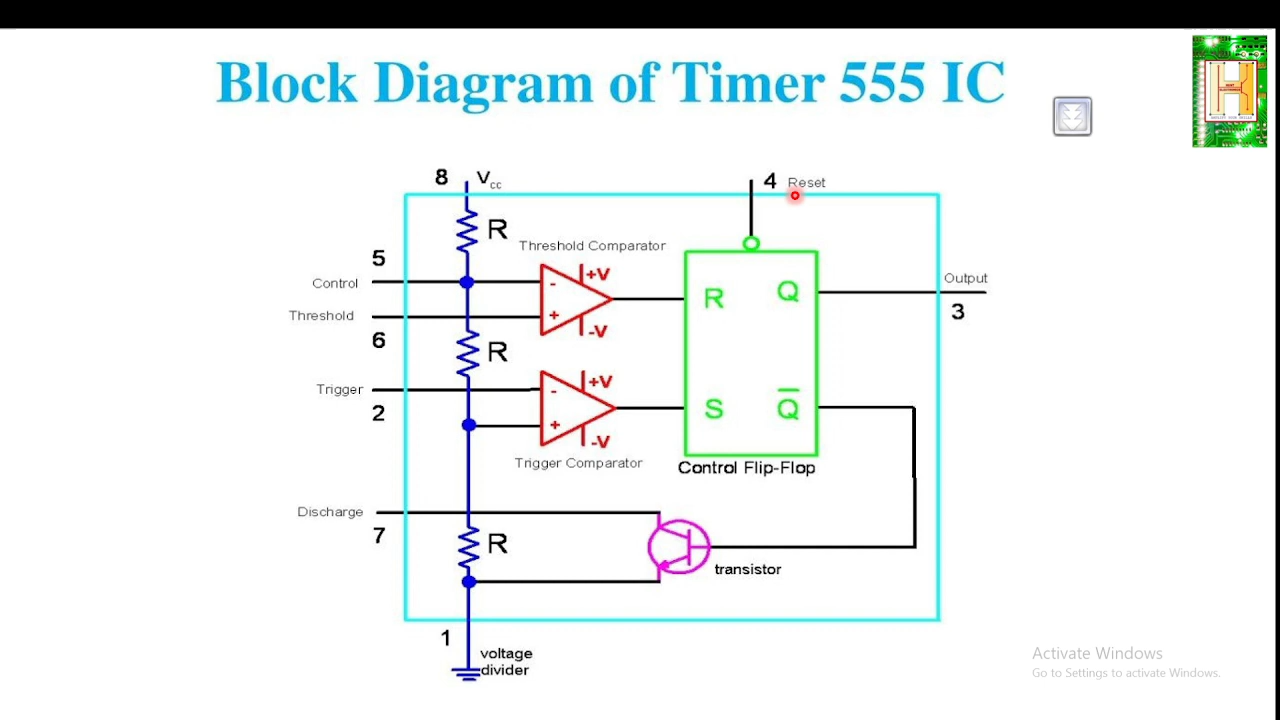 Block Diagram of Timer 555 IC
8 Vcc
4 Reset
R
Threshold Comparator
5
Control
+V
-
R Q
Output
Threshold
+
3
-V
6
R
+V
Trigger
-
2
S Q̅
+
-V
Trigger Comparator
Control Flip-Flop
Discharge
7
R
transistor
1
voltage
divider
Activate Windows
Go to Settings to activate Windows.
H